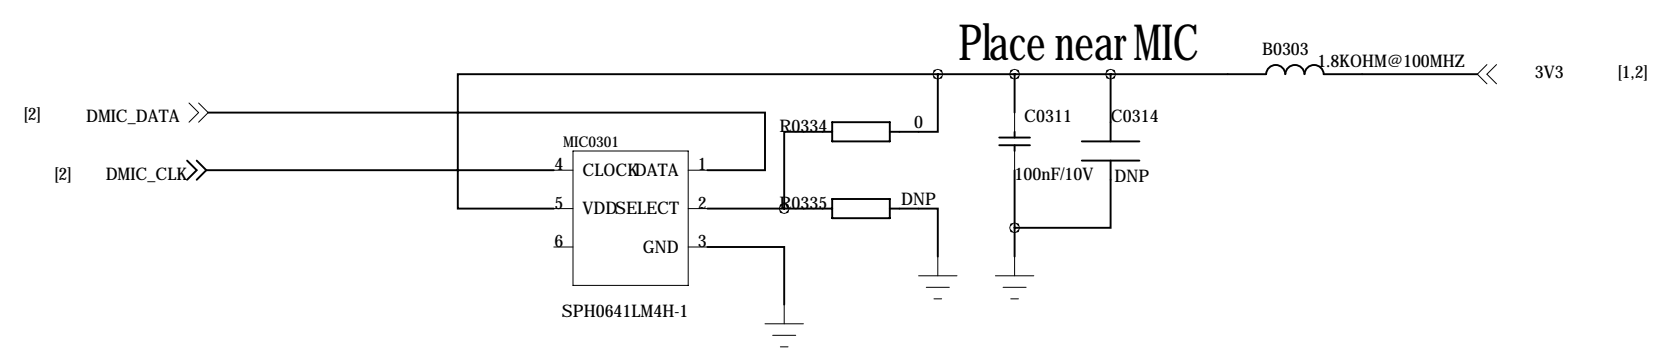 Place near MIC
B0303
1.8KOHM@100MHZ
3V3 [1,2]
[2] DMIC_DATA
R0334 0
C0311
C0314
MIC0301
[2] DMIC_CLK
4 CLOCK DATA 1
100nF/10V
DNP
5 VDD SELECT 2
R0335 DNP
6 GND 3
SPH0641LM4H-1